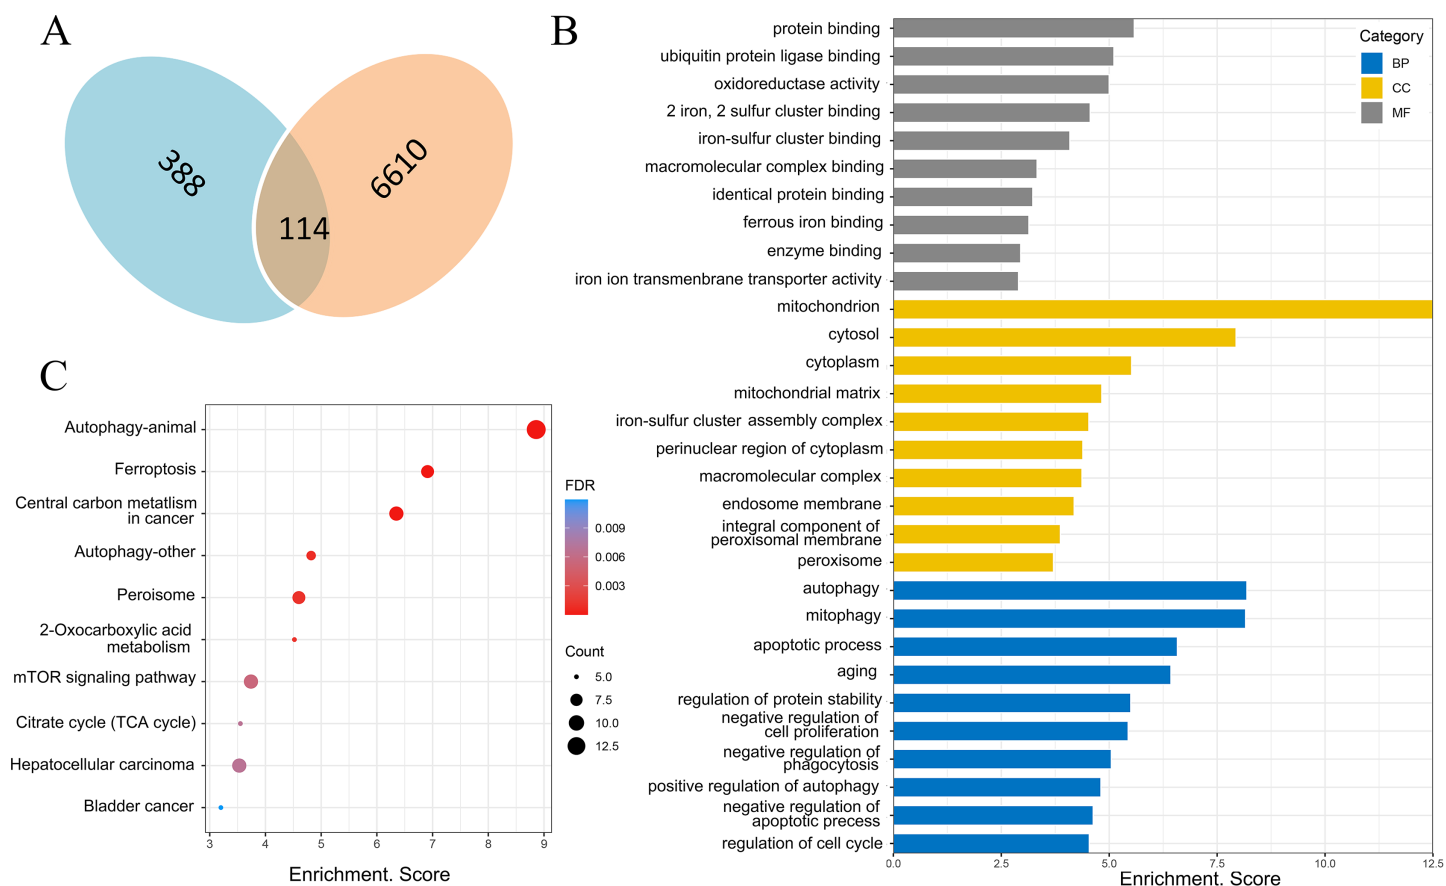 A
388
114
6610
B
protein binding
ubiquitin protein ligase binding
oxidoreductase activity
2 iron, 2 sulfur cluster binding
iron-sulfur cluster binding
macromolecular complex binding
identical protein binding
ferrous iron binding
enzyme binding
iron ion transmenbrane transporter activity
mitochondrion
cytosol
cytoplasm
mitochondrial matrix
iron-sulfur cluster assembly complex
perinuclear region of cytoplasm
macromolecular complex
endosome membrane
integral component of
peroxisomal membrane
peroxisome
autophagy
mitophagy
apoptotic process
aging
regulation of protein stability
negative regulation of
cell proliferation
negative regulation of
phagocytosis
positive regulation of autophagy
negative regulation of
apoptotic precess
regulation of cell cycle
0.0 2.5 5.0 7.5 10.0 12.5
Enrichment. Score
Category
BP
CC
MF
C
Autophagy-animal
Ferroptosis
Central carbon metatlism
in cancer
Autophagy-other
Peroisome
2-Oxocarboxylic acid
metabolism
mTOR signaling pathway
Citrate cycle (TCA cycle)
Hepatocellular carcinoma
Bladder cancer
3 4 5 6 7 8 9
Enrichment. Score
FDR
0.009
0.006
0.003
Count
5.0
7.5
10.0
12.5